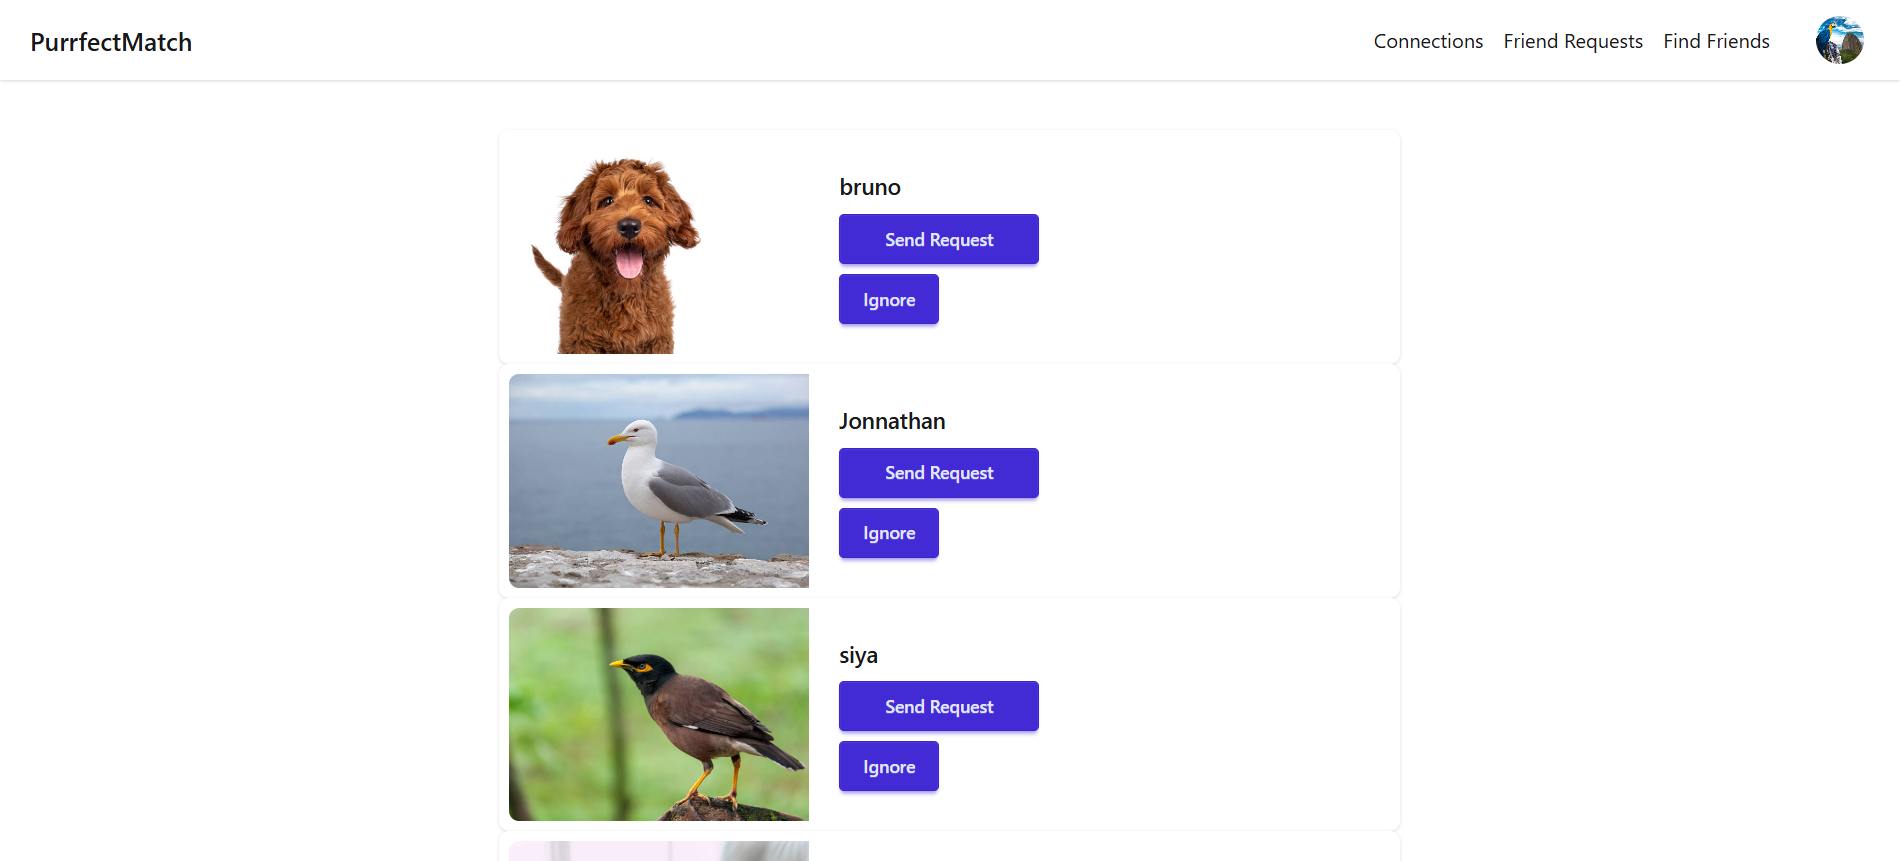 PurrfectMatch
Connections Friend Requests Find Friends
bruno
Send Request
Ignore
Jonnathan
Send Request
Ignore
siya
Send Request
Ignore